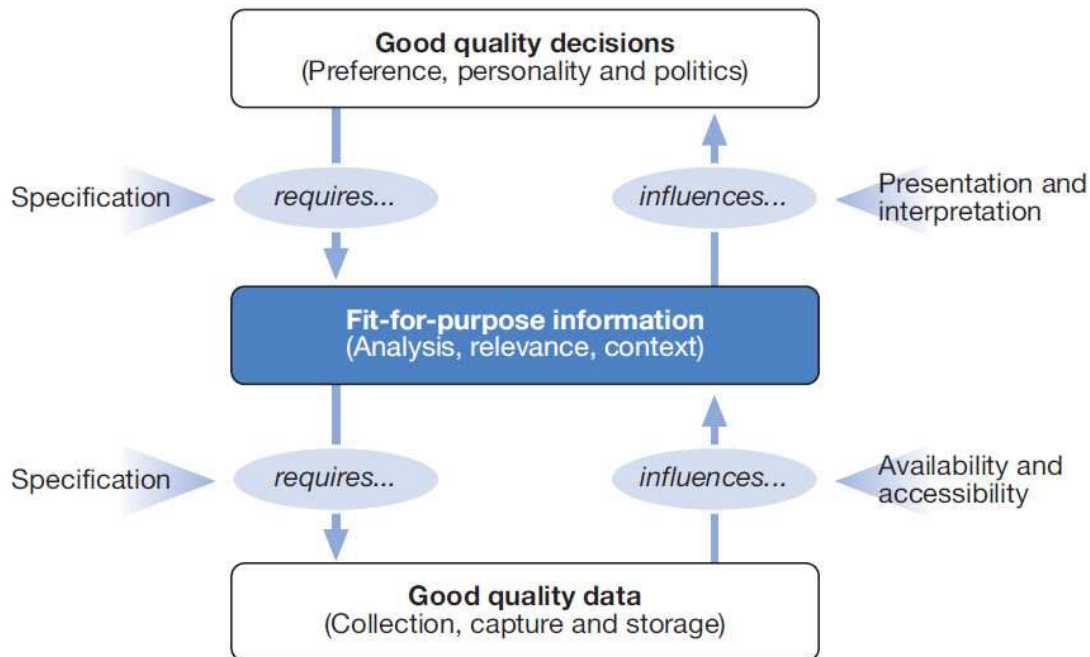 Good quality decisions
(Preference, personality and politics)
Specification
requires...
influences...
Presentation and
interpretation
Fit-for-purpose information
(Analysis, relevance, context)
Specification
requires...
influences...
Availability and
accessibility
Good quality data
(Collection, capture and storage)